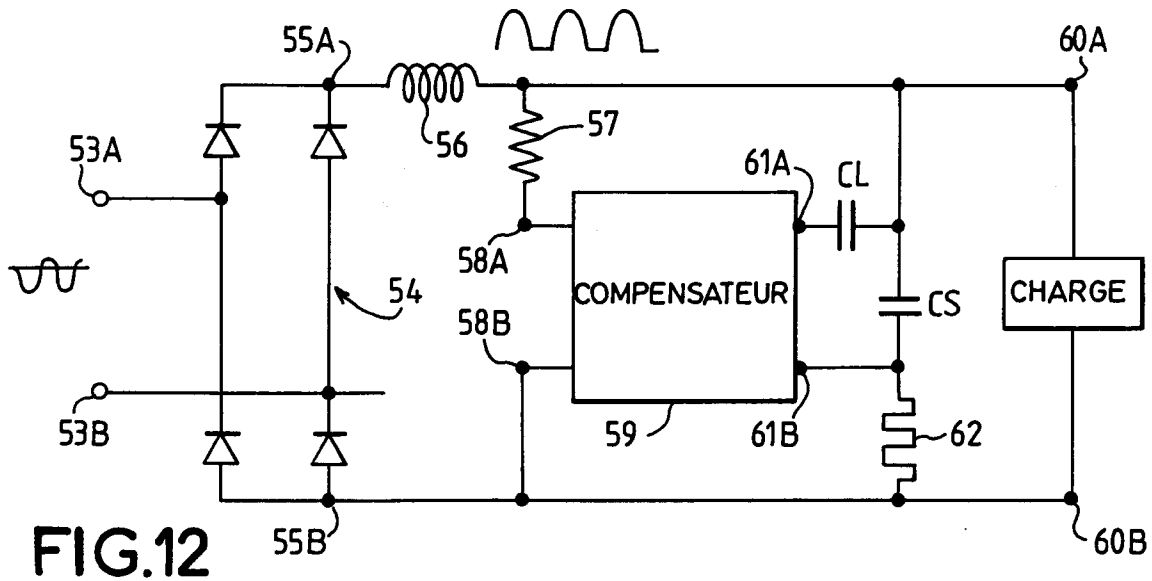 55A
60A
56
57
53A
61A
CL
58A
54
COMPENSATEUR
CS
CHARGE
58B
53B
59
61B
62
55B
60B
FIG.12